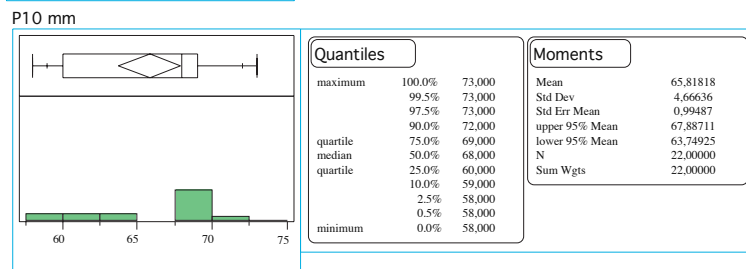 P10 mm
60 65 70 75
Quantiles
maximum 100.0% 73,000
99.5% 73,000
97.5% 73,000
90.0% 72,000
quartile 75.0% 69,000
median 50.0% 68,000
quartile 25.0% 60,000
10.0% 59,000
2.5% 58,000
0.5% 58,000
minimum 0.0% 58,000
Moments
Mean 65,81818
Std Dev 4,66636
Std Err Mean 0,99487
upper 95% Mean 67,88711
lower 95% Mean 63,74925
N 22,00000
Sum Wgts 22,00000